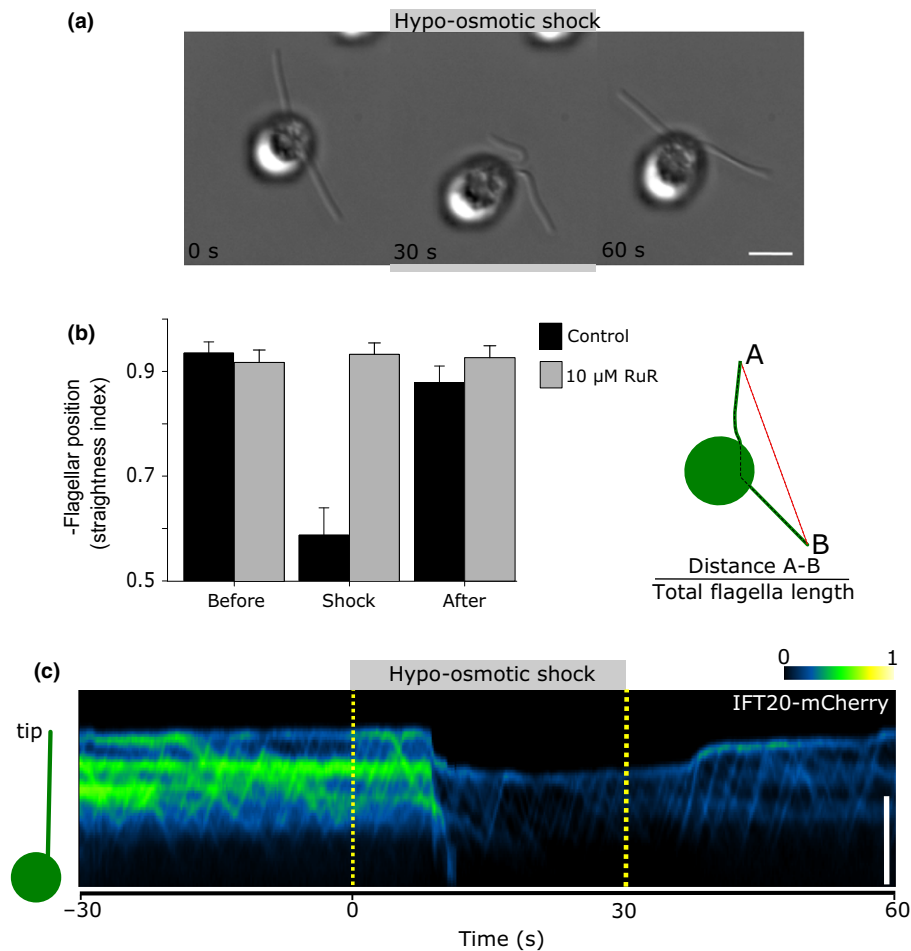 (a)
Hypo-osmotic shock
0 s
30 s
60 s
(b)
-Flagellar position
(straightness index)
0.9
0.7
0.5
Before
Shock
After
Control
10 µM RuR
A
B
Distance A-B
Total flagella length
(c)
Hypo-osmotic shock
0
1
IFT20-mCherry
tip
−30
0
30
60
Time (s)